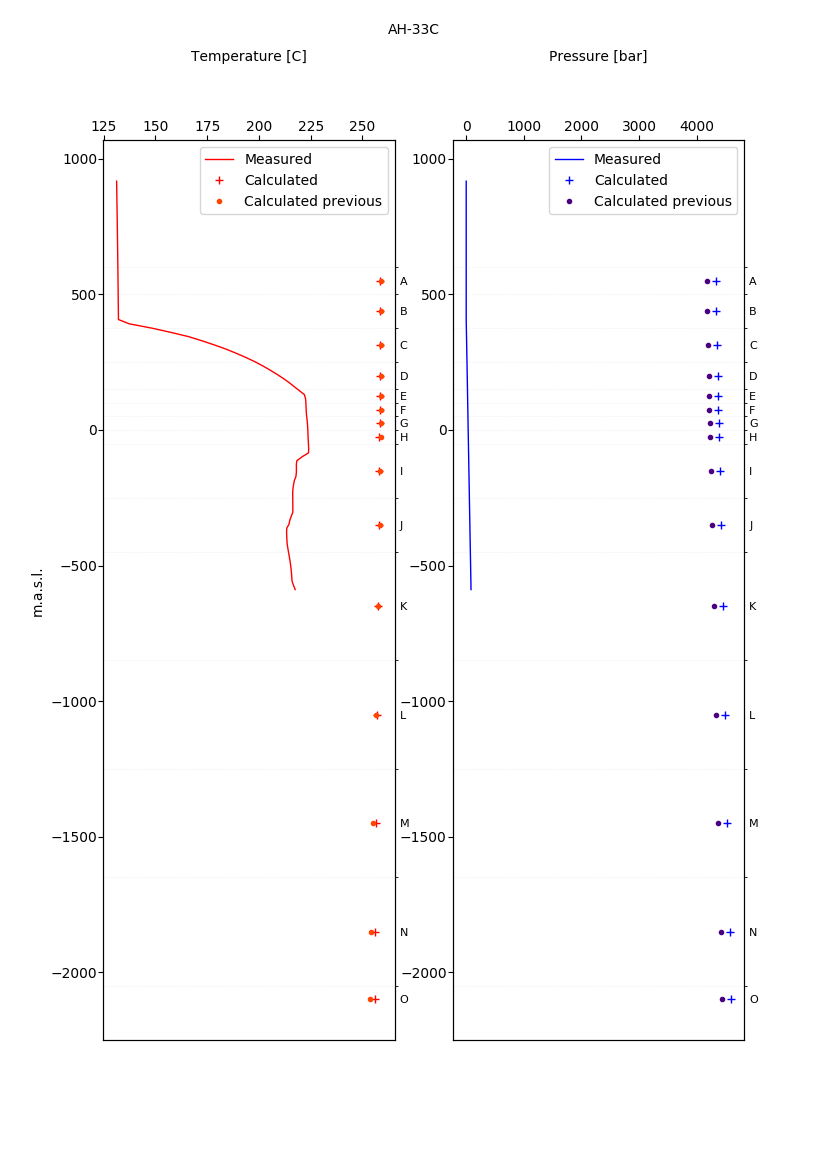 AH-33C
Temperature [C]
Pressure [bar]
125 150 175 200 225 250
0 1000 2000 3000 4000
Measured
Calculated
Calculated previous
Measured
Calculated
Calculated previous
m.a.s.l.
1000
500
0
−500
−1000
−1500
−2000
A
B
C
D
E
F
G
H
I
J
K
L
M
N
O
1000
500
0
−500
−1000
−1500
−2000
A
B
C
D
E
F
G
H
I
J
K
L
M
N
O